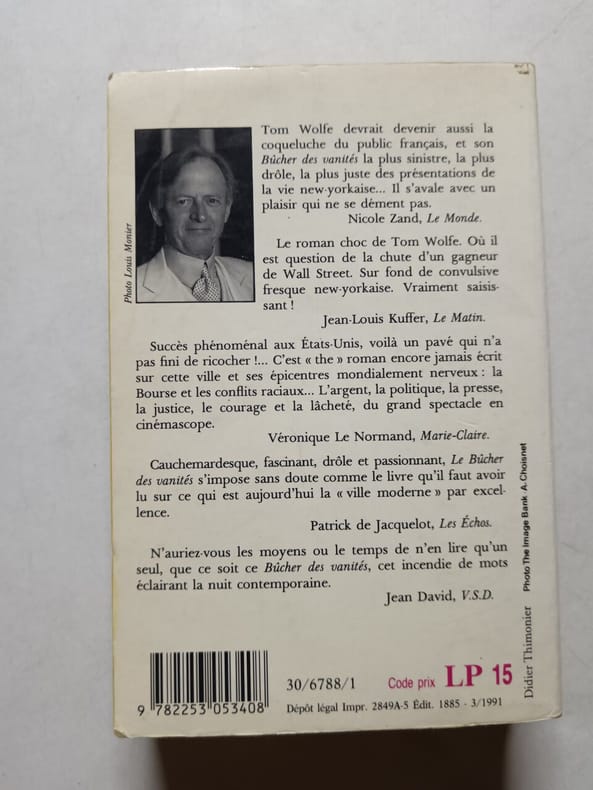 Tom Wolfe devrait devenir aussi la
coqueluche du public français, et son
Bûcher des vanités la plus sinistre, la plus
drôle, la plus juste des présentations de
la vie new-yorkaise... Il s'avale avec un
plaisir qui ne se dément pas.
Nicole Zand, Le Monde.
Photo Louis Monier
Le roman choc de Tom Wolfe. Où il
est question de la chute d'un gagneur
de Wall Street. Sur fond de convulsive
fresque new-yorkaise. Vraiment saisis-
sant !
Jean-Louis Kuffer, Le Matin.
Succès phénoménal aux États-Unis, voilà un pavé qui n'a
pas fini de ricocher !... C'est « the » roman encore jamais écrit
sur cette ville et ses épicentres mondialement nerveux : la
Bourse et les conflits raciaux... L'argent, la politique, la presse,
la justice, le courage et la lâcheté, du grand spectacle en
cinémascope.
Véronique Le Normand, Marie-Claire.
Cauchemardesque, fascinant, drôle et passionnant, Le Bûcher
des vanités s'impose sans doute comme le livre qu'il faut avoir
lu sur ce qui est aujourd'hui la « ville moderne » par excel-
lence.
Patrick de Jacquelot, Les Échos.
N'auriez-vous les moyens ou le temps de n'en lire qu'un
seul, que ce soit ce Bûcher des vanités, cet incendie de mots
éclairant la nuit contemporaine.
Jean David, V.S.D.
Didier Thimonier Photo The Image Bank A. Choisnet
30/6788/1 Code prix LP 15
9 782253 053408
Dépôt légal Impr. 2849A-5 Édit. 1885 - 3/1991